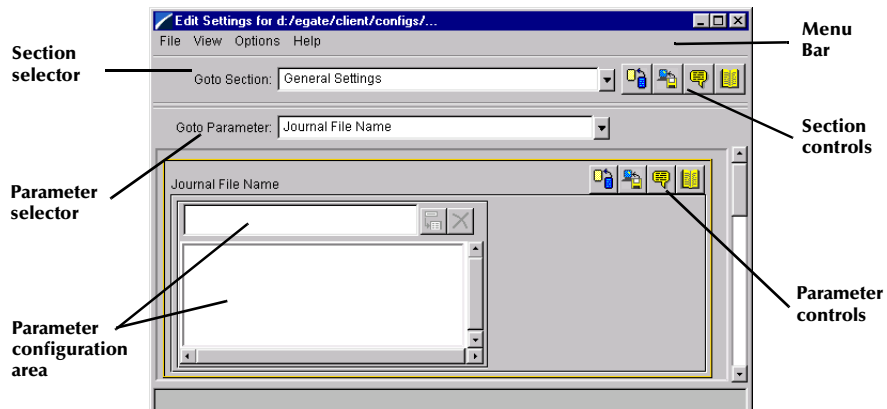 Edit Settings for d:/egate/client/configs/...
File View Options Help
Menu
Bar
Section
selector
Goto Section: General Settings
Goto Parameter: Journal File Name
Section
controls
Journal File Name
Parameter
selector
Parameter
controls
Parameter
configuration
area